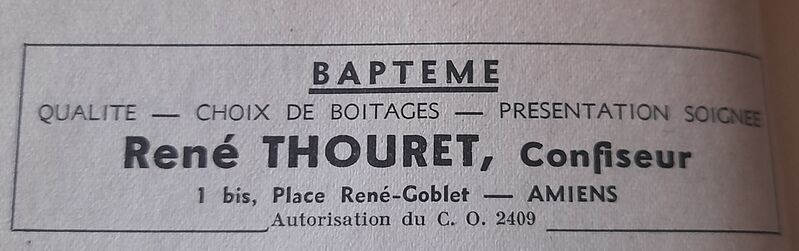 BAPTEME
QUALITE — CHOIX DE BOITAGES — PRESENTATION SOIGNEE
René THOURET, Confiseur
1 bis, Place René-Goblet — AMIENS
Autorisation du C. O. 2409